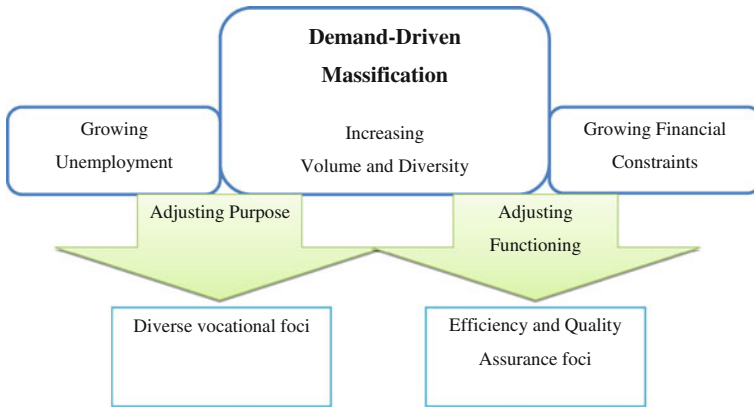 Demand-Driven
Massification
Increasing
Volume and Diversity
Growing
Unemployment
Growing Financial
Constraints
Adjusting Purpose
Adjusting
Functioning
Diverse vocational foci
Efficiency and Quality
Assurance foci